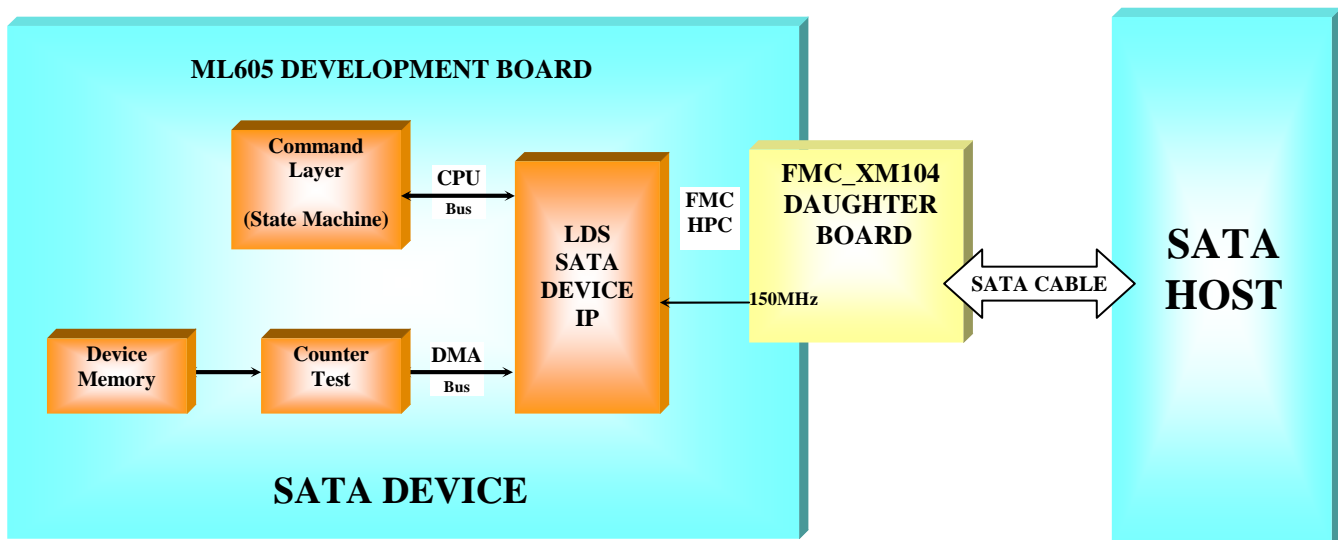 ML605 DEVELOPMENT BOARD
Command
Layer
(State Machine)
CPU
Bus
LDS
SATA
DEVICE
IP
FMC
HPC
FMC_XM104
DAUGHTER
BOARD
150MHz
SATA CABLE
SATA
HOST
Device
Memory
Counter
Test
DMA
Bus
SATA DEVICE